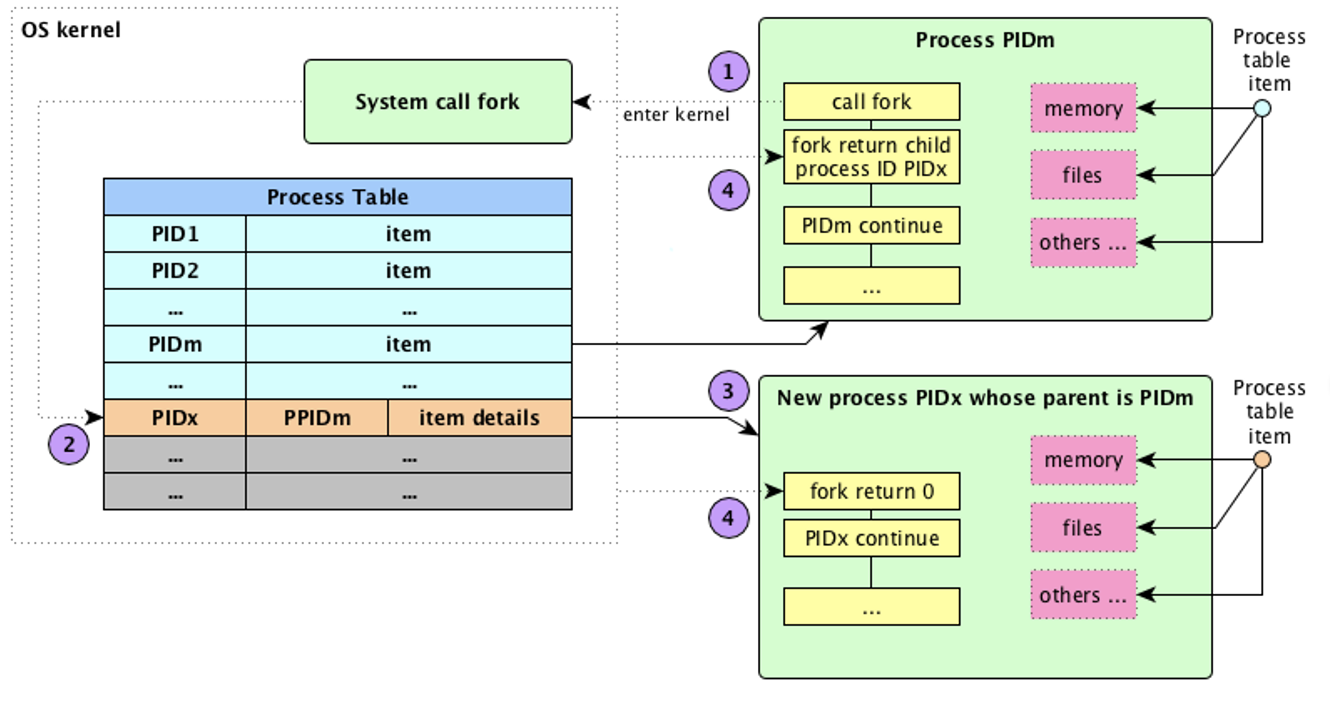 OS kernel
System call fork
enter kernel
Process Table
PID1 item
PID2 item
... ...
PIDm item
... ...
PIDx PPIDm item details
... ...
... ...
2
1
4
Process PIDm
call fork
fork return child
process ID PIDx
PIDm continue
...
memory
files
others ...
Process
table
item
3
4
New process PIDx whose parent is PIDm
fork return 0
PIDx continue
...
memory
files
others ...
Process
table
item